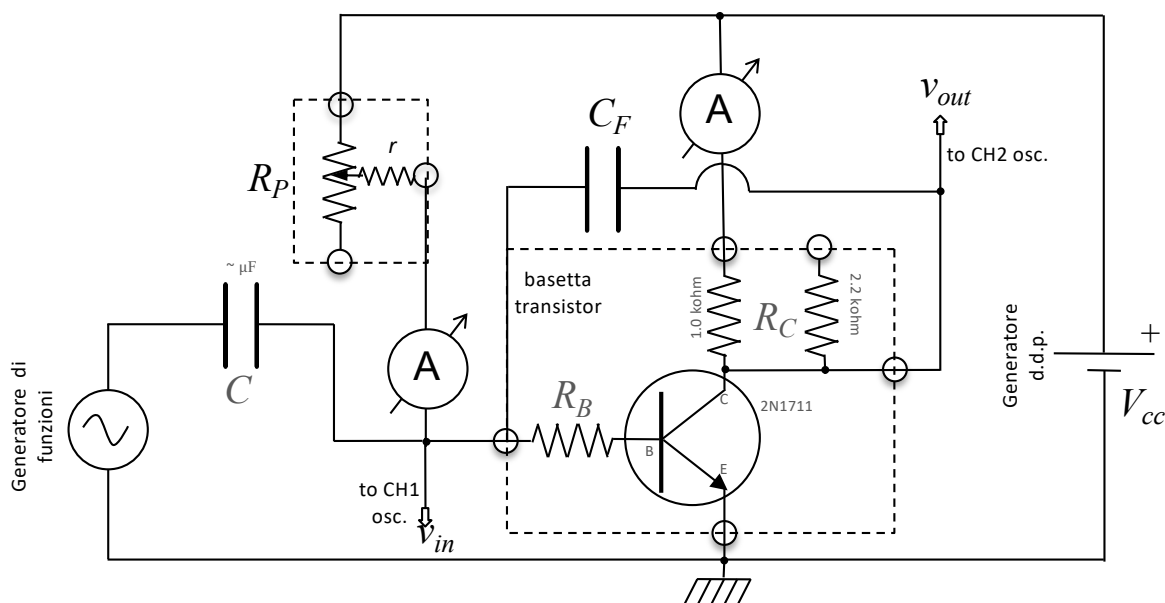 v_out
A
C_F
to CH2 osc.
r
R_P
~ μF
basetta
transistor
1.0 kohm
R_C
2.2 kohm
Generatore
d.d.p.
+
V_cc
A
C
R_B
C
2N1711
B
E
Generatore di
funzioni
to CH1
osc.
v_in